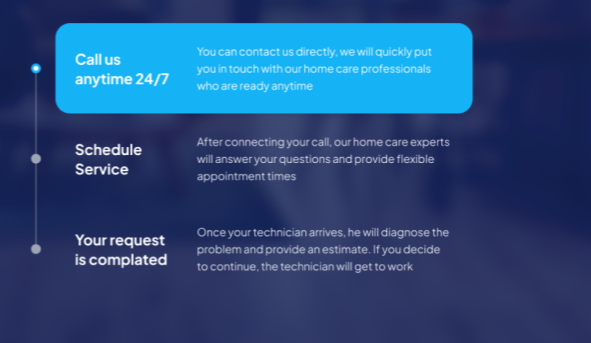 Call us
anytime 24/7
You can contact us directly, we will quickly put
you in touch with our home care professionals
who are ready anytime
Schedule
Service
After connecting your call, our home care experts
will answer your questions and provide flexible
appointment times
Your request
is complated
Once your technician arrives, he will diagnose the
problem and provide an estimate. If you decide
to continue, the technician will get to work